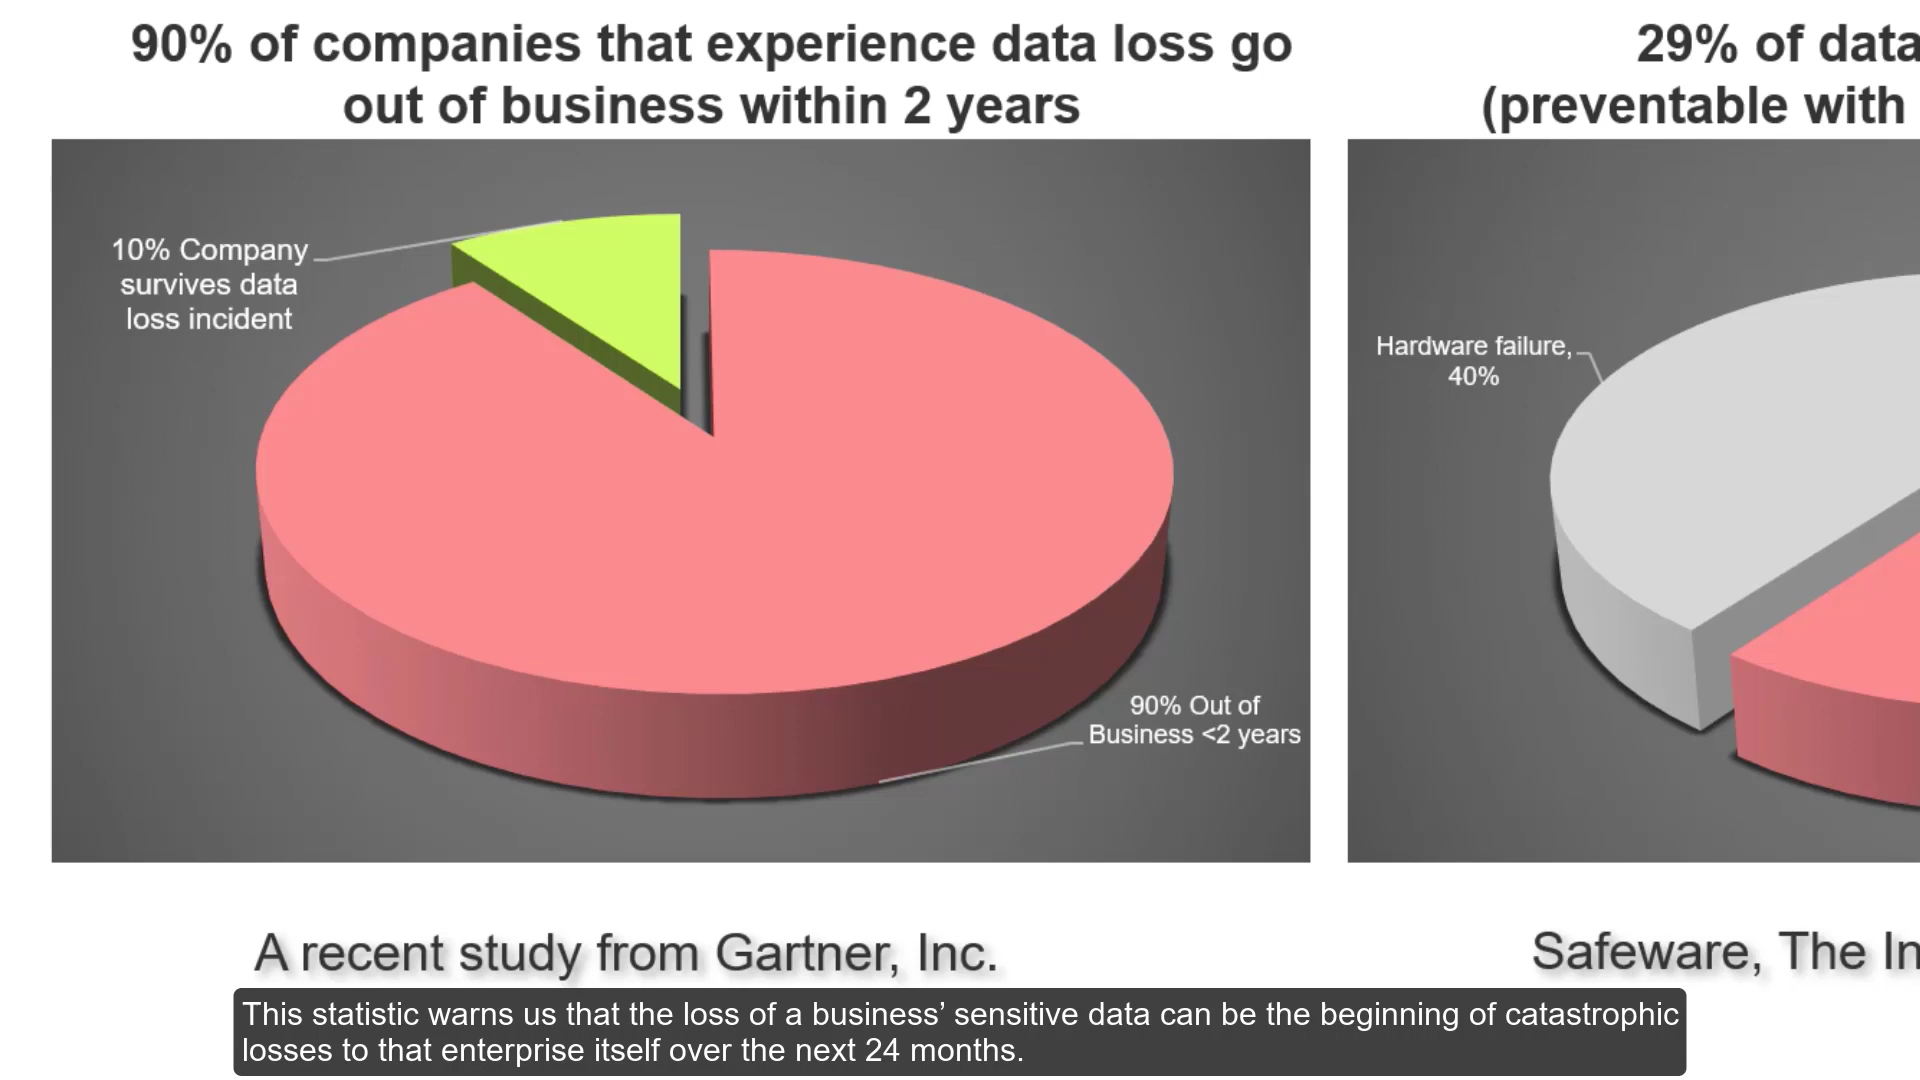 90% of companies that experience data loss go
out of business within 2 years
10% Company
survives data
loss incident
90% Out of
Business <2 years
A recent study from Gartner, Inc.
29% of data
(preventable with
Hardware failure,
40%
Safeware, The In
This statistic warns us that the loss of a business’ sensitive data can be the beginning of catastrophic
losses to that enterprise itself over the next 24 months.